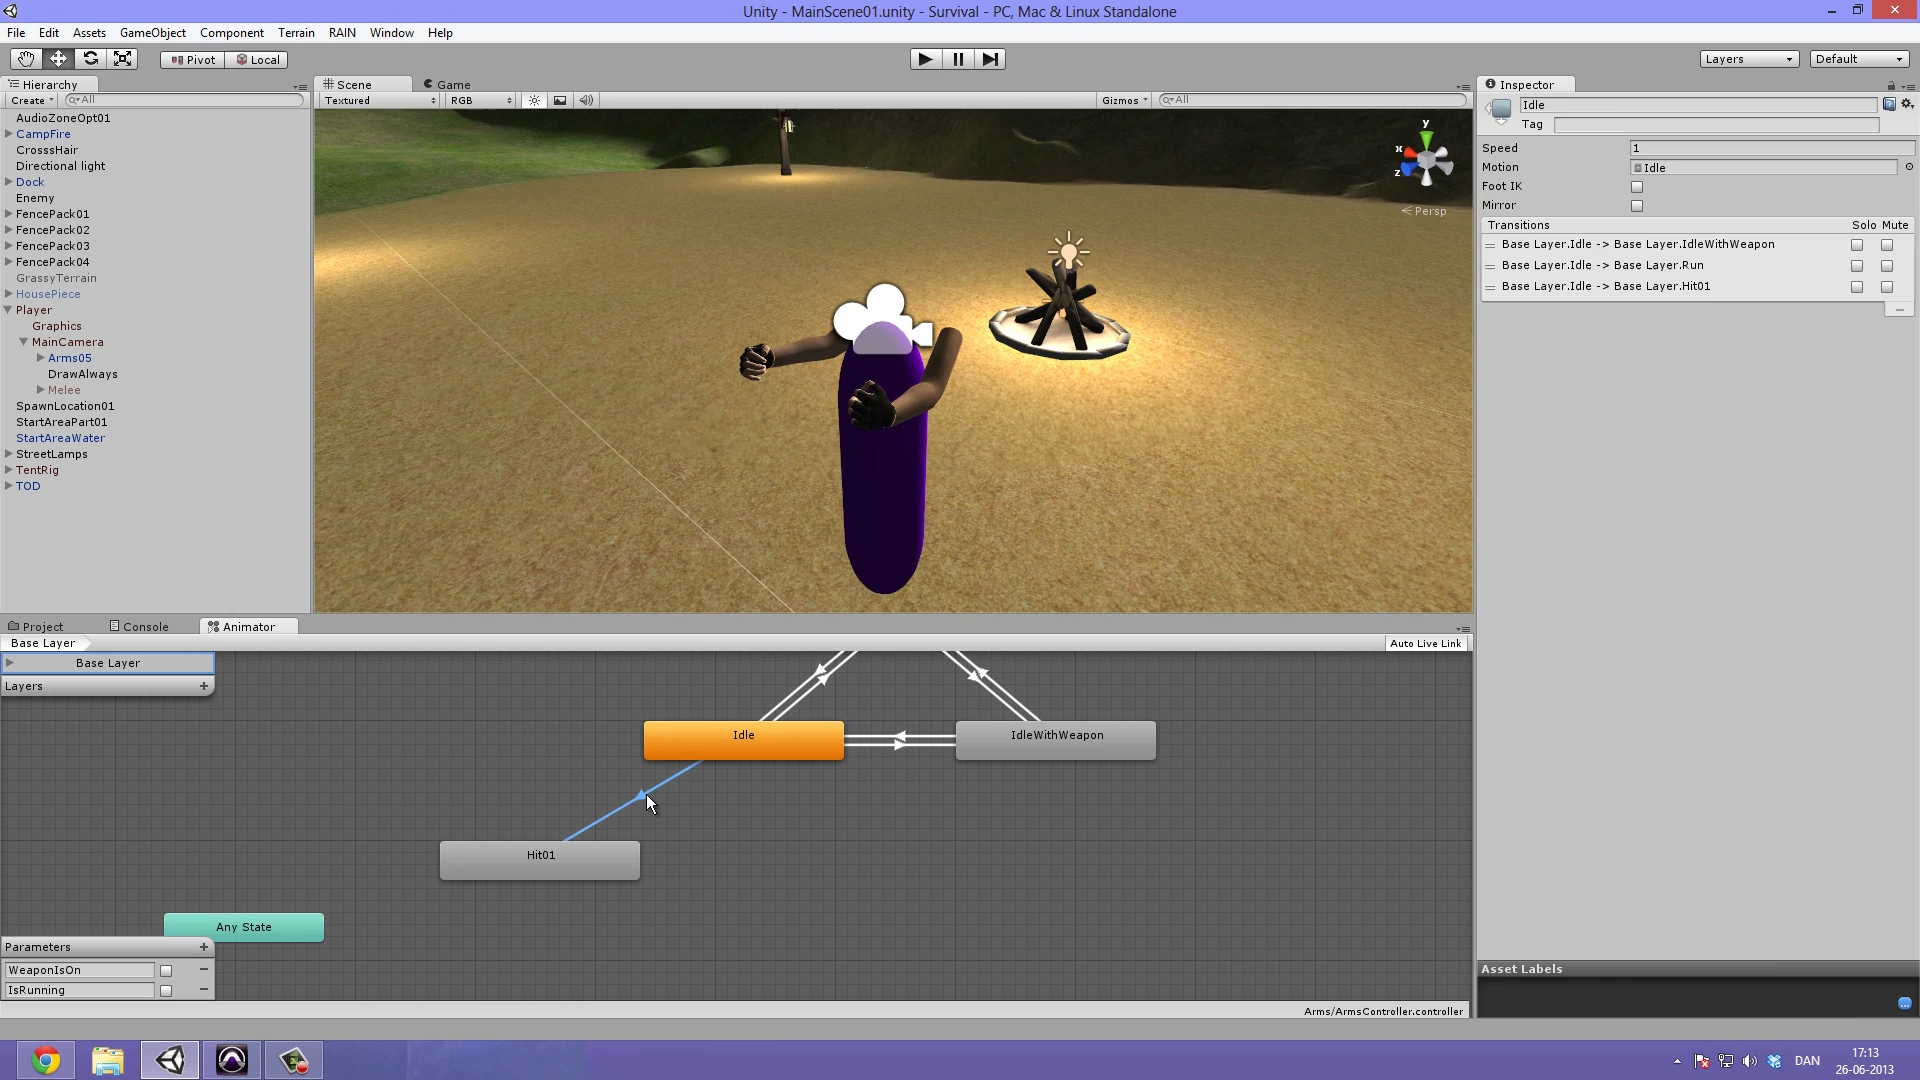 Unity - MainScene01.unity - Survival - PC, Mac & Linux Standalone
File Edit Assets GameObject Component Terrain RAIN Window Help
Pivot Local Layers Default
Hierarchy
Create All
AudioZoneOpt01
CampFire
CrosssHair
Directional light
Dock
Enemy
FencePack01
FencePack02
FencePack03
FencePack04
GrassyTerrain
HousePiece
Player
Graphics
MainCamera
Arms05
DrawAlways
Melee
SpawnLocation01
StartAreaPart01
StartAreaWater
StreetLamps
TentRig
TOD
Scene Game
Textured RGB Gizmos All
y
x
z
Persp
Inspector
Idle
Tag
Speed 1
Motion Idle
Foot IK
Mirror
Transitions Solo Mute
Base Layer.Idle -> Base Layer.IdleWithWeapon
Base Layer.Idle -> Base Layer.Run
Base Layer.Idle -> Base Layer.Hit01
Asset Labels
Project Console Animator
Base Layer Auto Live Link
Base Layer
Layers +
Idle
IdleWithWeapon
Hit01
Any State
Parameters +
WeaponIsOn
IsRunning
Arms/ArmsController.controller
DAN
17:13
26-06-2013